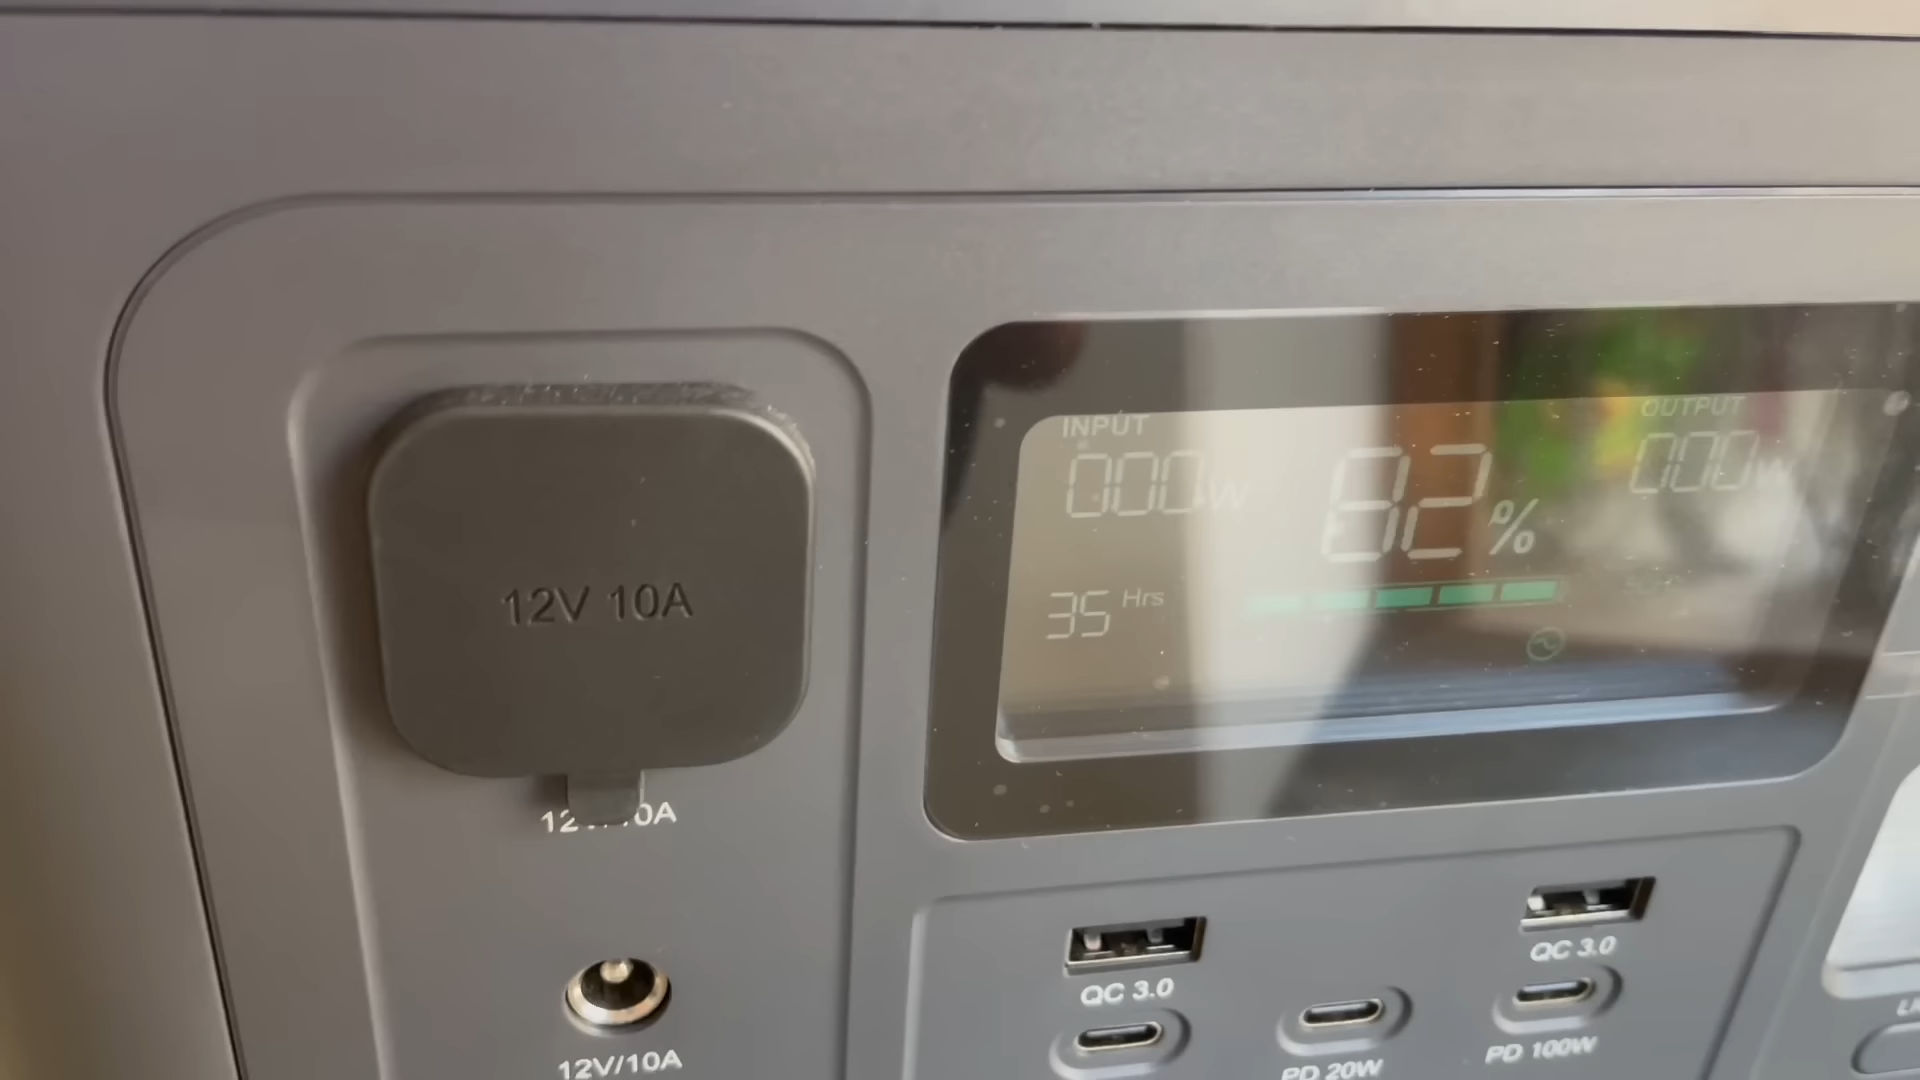 INPUT
000W
82%
OUTPUT
000W
35 Hrs
12V 10A
QC 3.0
QC 3.0
12V/10A
PD 20W
PD 100W